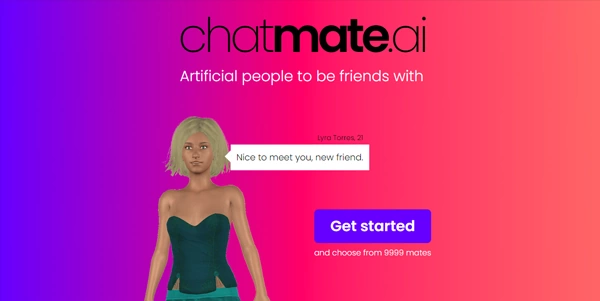 chatmate.ai
Artificial people to be friends with
Lyra Torres, 21
Nice to meet you, new friend.
Get started
and choose from 9999 mates